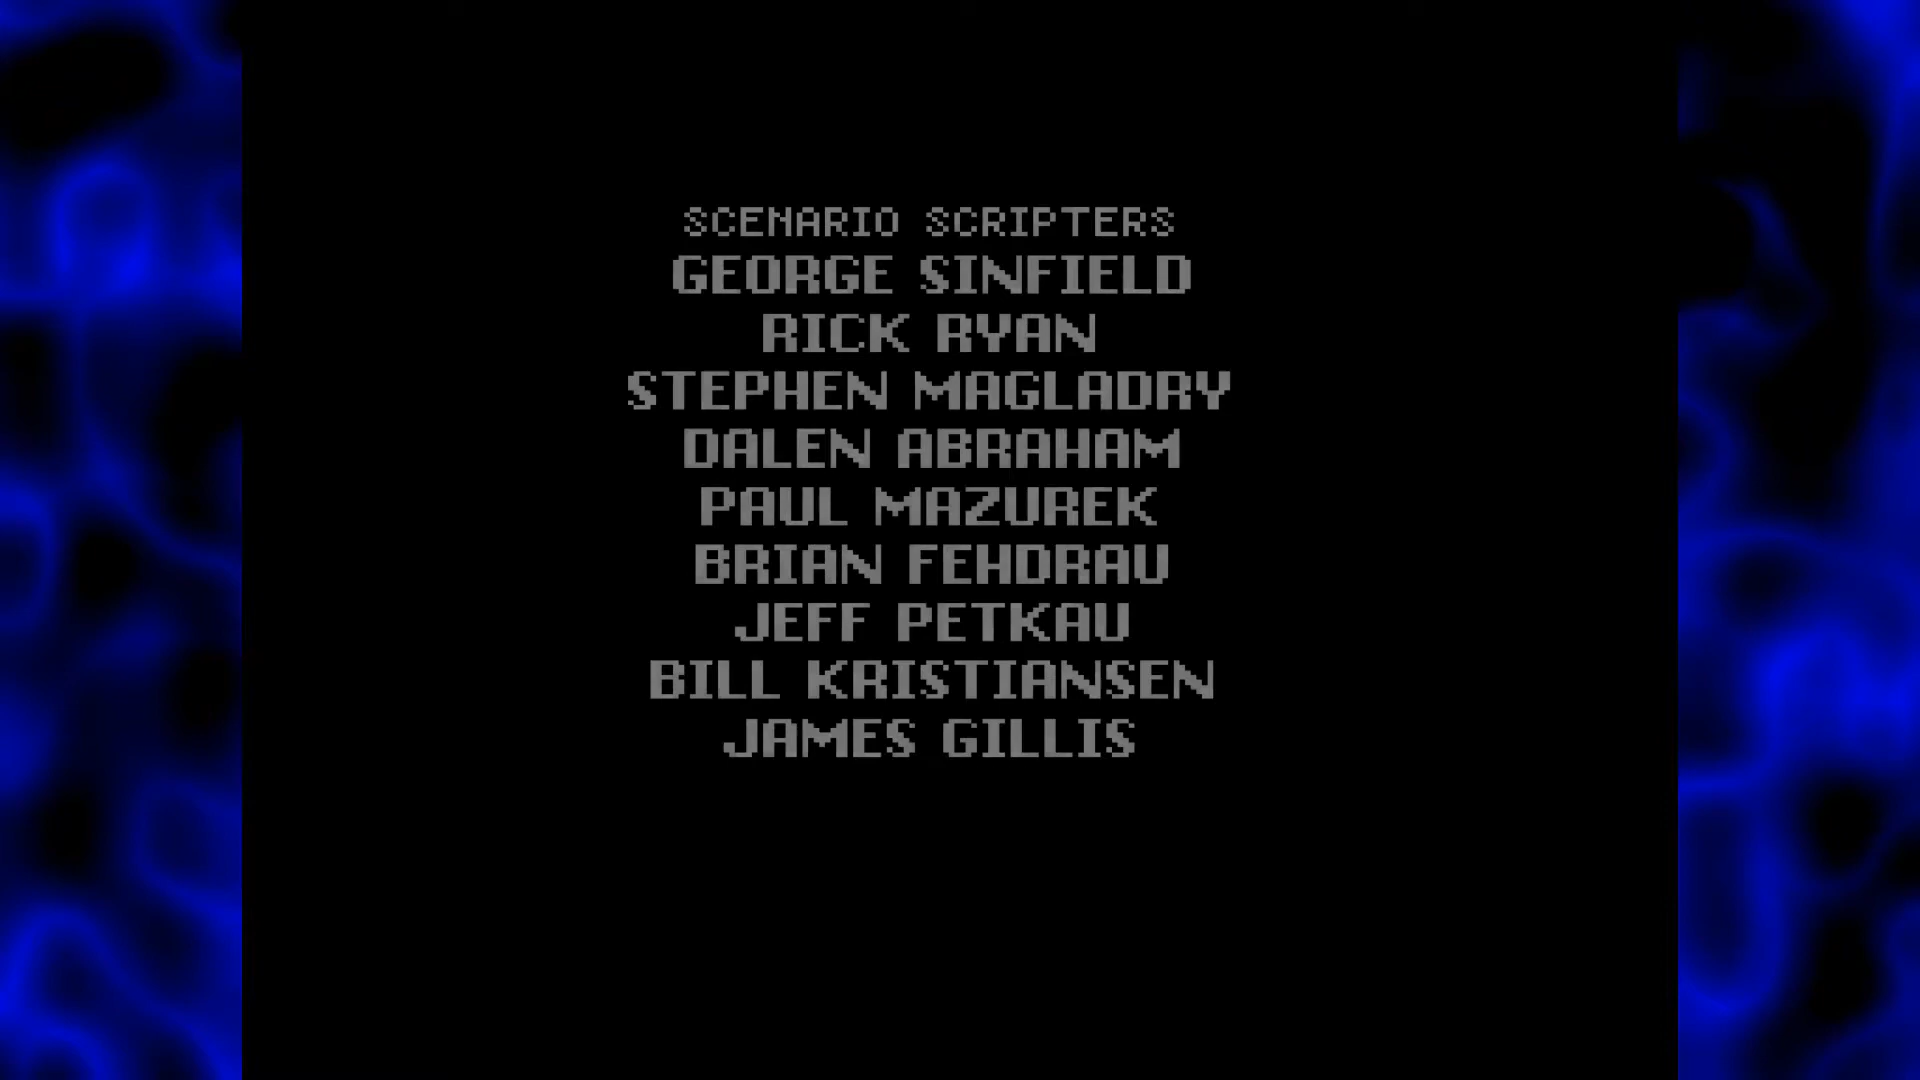 SCENARIO SCRIPTERS
GEORGE SINFIELD
RICK RYAN
STEPHEN MAGLADRY
DALEN ABRAHAM
PAUL MAZUREK
BRIAN FEHDRAU
JEFF PETKAU
BILL KRISTIANSEN
JAMES GILLIS